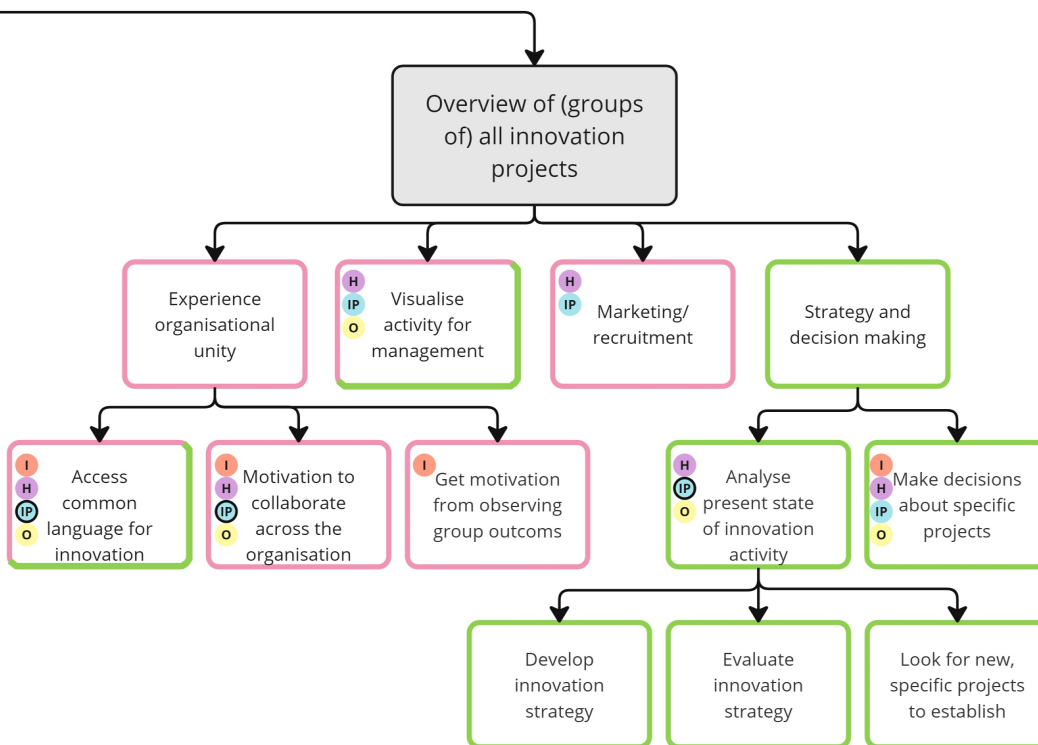 Overview of (groups
of) all innovation
projects
Experience
organisational
unity
H
IP
O
Visualise
activity for
management
H
IP
Marketing/
recruitment
Strategy and
decision making
I
H
IP
O
Access
common
language for
innovation
I
H
IP
O
Motivation to
collaborate
across the
organisation
I
Get motivation
from observing
group outcoms
H
IP
O
Analyse
present state
of innovation
activity
I
H
IP
O
Make decisions
about specific
projects
Develop
innovation
strategy
Evaluate
innovation
strategy
Look for new,
specific projects
to establish